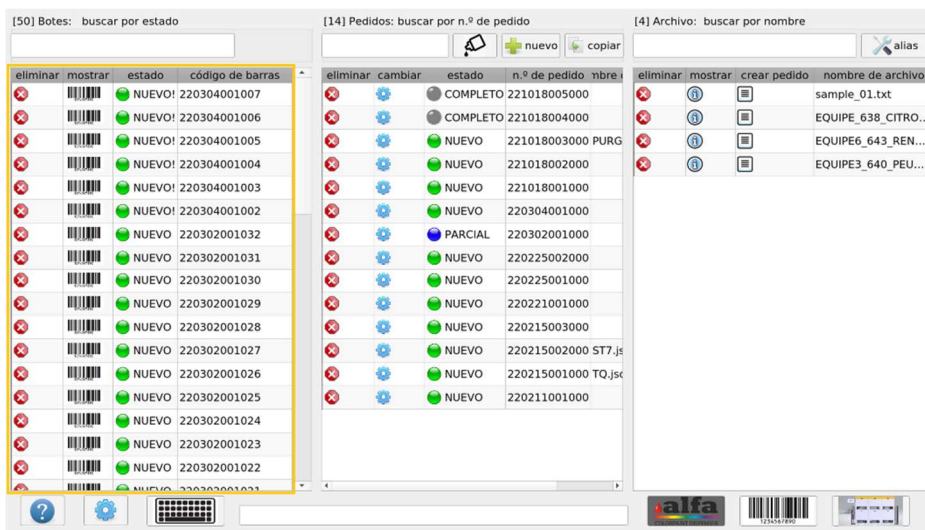 [50] Botes: buscar por estado
[14] Pedidos: buscar por n.º de pedido
[4] Archivo: buscar por nombre
nuevo
copiar
alias
eliminar mostrar estado código de barras
NUEVO! 220304001007
NUEVO! 220304001006
NUEVO! 220304001005
NUEVO! 220304001004
NUEVO! 220304001003
NUEVO! 220304001002
NUEVO 220302001032
NUEVO 220302001031
NUEVO 220302001030
NUEVO 220302001029
NUEVO 220302001028
NUEVO 220302001027
NUEVO 220302001026
NUEVO 220302001025
NUEVO 220302001024
NUEVO 220302001023
NUEVO 220302001022
NUEVO 220302001021
eliminar cambiar estado n.º de pedido
COMPLETO 221018005000
COMPLETO 221018004000
NUEVO 221018003000 PURG
NUEVO 221018002000
NUEVO 221018001000
NUEVO 220304001000
PARCIAL 220302001000
NUEVO 220225002000
NUEVO 220225001000
NUEVO 220221001000
NUEVO 220215003000
NUEVO 220215002000 ST7.js
NUEVO 220215001000 TQ.jso
NUEVO 220211001000
eliminar mostrar crear pedido nombre de archivo
sample_01.txt
EQUIPE_638_CITRO...
EQUIPE6_643_REN...
EQUIPE3_640_PEU...
?
alfa
1234567890